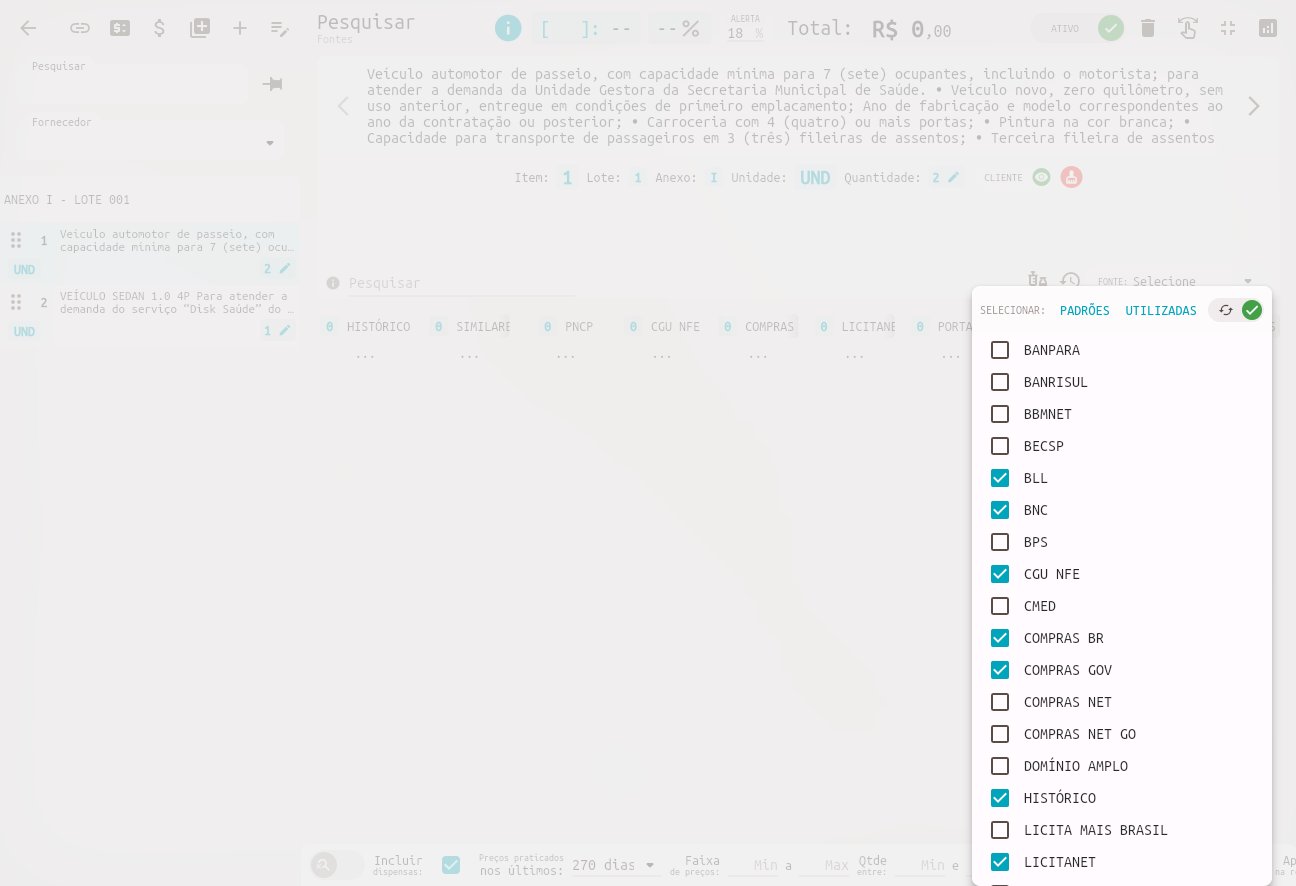 Pesquisar
Fontes
[ ]: -- --%
ALERTA
18 %
Total: R$ 0,00
ATIVO
Pesquisar
Fornecedor
Veículo automotor de passeio, com capacidade mínima para 7 (sete) ocupantes, incluindo o motorista; para
atender a demanda da Unidade Gestora da Secretaria Municipal de Saúde. • Veículo novo, zero quilômetro, sem
uso anterior, entregue em condições de primeiro emplacamento; Ano de fabricação e modelo correspondentes ao
ano da contratação ou posterior; • Carroceria com 4 (quatro) ou mais portas; • Pintura na cor branca; •
Capacidade para transporte de passageiros em 3 (três) fileiras de assentos; • Terceira fileira de assentos
Item: 1 Lote: 1 Anexo: I Unidade: UND Quantidade: 2 CLIENTE
ANEXO I - LOTE 001
1 Veículo automotor de passeio, com
capacidade mínima para 7 (sete) ocu…
UND 2
2 VEÍCULO SEDAN 1.0 4P Para atender a
demanda do serviço “Disk Saúde” do …
UND 1
Pesquisar
FONTE: Selecione
0 HISTÓRICO 0 SIMILARE 0 PNCP 0 CGU NFE 0 COMPRAS 0 LICITANE 0 PORTA
... ... ... ... ... ... ...
SELECIONAR: PADRÕES UTILIZADAS
BANPARA
BANRISUL
BBMNET
BECSP
BLL
BNC
BPS
CGU NFE
CMED
COMPRAS BR
COMPRAS GOV
COMPRAS NET
COMPRAS NET GO
DOMÍNIO AMPLO
HISTÓRICO
LICITA MAIS BRASIL
LICITANET
Incluir
dispensas:
Preços praticados
nos últimos: 270 dias
Faixa
de preços: Min a Max
Qtde
entre: Min e
Ap
na re